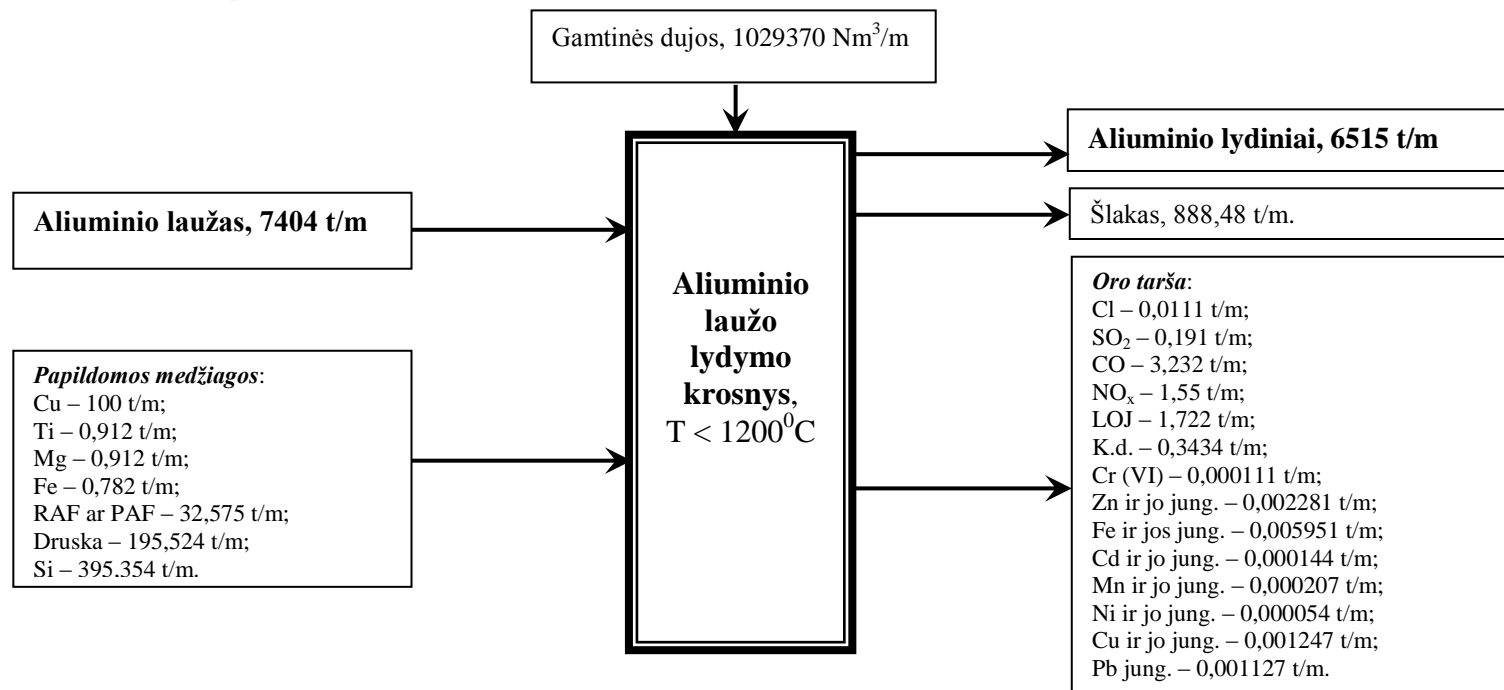 Gamtinės dujos, 1029370 Nm³/m
Aliuminio laužas, 7404 t/m
Papildomos medžiagos:
Cu – 100 t/m;
Ti – 0,912 t/m;
Mg – 0,912 t/m;
Fe – 0,782 t/m;
RAF ar PAF – 32,575 t/m;
Druska – 195,524 t/m;
Si – 395,354 t/m.
Aliuminio
laužo
lydymo
krosnys,
T < 1200⁰C
Aliuminio lydiniai, 6515 t/m
Šlakas, 888,48 t/m.
Oro tarša:
Cl – 0,0111 t/m;
SO₂ – 0,191 t/m;
CO – 3,232 t/m;
NOₓ – 1,55 t/m;
LOJ – 1,722 t/m;
K.d. – 0,3434 t/m;
Cr (VI) – 0,000111 t/m;
Zn ir jo jung. – 0,002281 t/m;
Fe ir jos jung. – 0,005951 t/m;
Cd ir jo jung. – 0,000144 t/m;
Mn ir jo jung. – 0,000207 t/m;
Ni ir jo jung. – 0,000054 t/m;
Cu ir jo jung. – 0,001247 t/m;
Pb jung. – 0,001127 t/m.